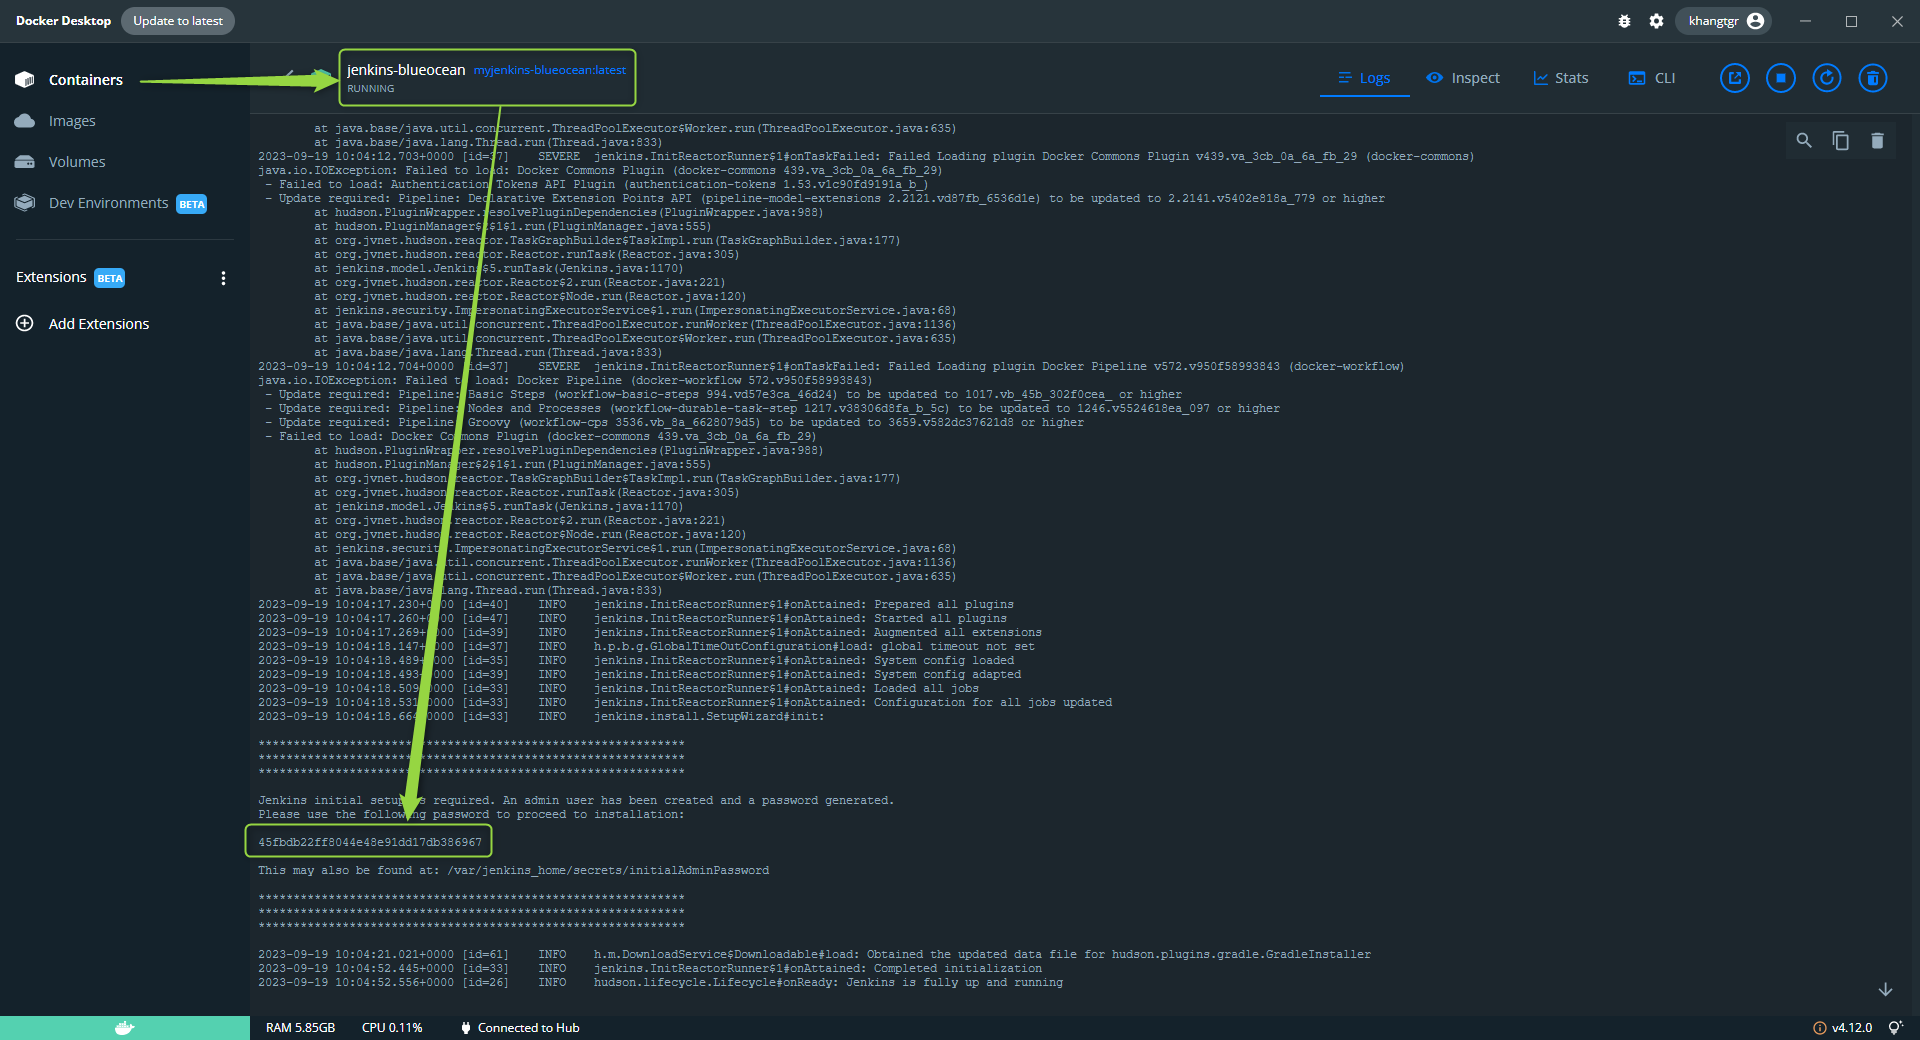 Docker Desktop Update to latest khangtgr
Containers
Images
Volumes
Dev Environments BETA
Extensions BETA
Add Extensions
jenkins-blueocean myjenkins-blueocean:latest
RUNNING
Logs Inspect Stats CLI
at java.base/java.util.concurrent.ThreadPoolExecutor$Worker.run(ThreadPoolExecutor.java:635)
at java.base/java.lang.Thread.run(Thread.java:833)
2023-09-19 10:04:12.703+0000 [id=37] SEVERE jenkins.InitReactorRunner$1#onTaskFailed: Failed Loading plugin Docker Commons Plugin v439.va_3cb_0a_6a_fb_29 (docker-commons)
java.io.IOException: Failed to load: Docker Commons Plugin (docker-commons 439.va_3cb_0a_6a_fb_29)
- Failed to load: Authentication Tokens API Plugin (authentication-tokens 1.53.v1c90fd9191a_b_)
- Update required: Pipeline: Declarative Extension Points API (pipeline-model-extensions 2.2121.vd87fb_6536d1e) to be updated to 2.2141.v5402e818a_779 or higher
at hudson.PluginWrapper.resolvePluginDependencies(PluginWrapper.java:988)
at hudson.PluginManager$2$1$1.run(PluginManager.java:555)
at org.jvnet.hudson.reactor.TaskGraphBuilder$TaskImpl.run(TaskGraphBuilder.java:177)
at org.jvnet.hudson.reactor.Reactor.runTask(Reactor.java:305)
at jenkins.model.Jenkins$5.runTask(Jenkins.java:1170)
at org.jvnet.hudson.reactor.Reactor$2.run(Reactor.java:221)
at org.jvnet.hudson.reactor.Reactor$Node.run(Reactor.java:120)
at jenkins.security.ImpersonatingExecutorService$1.run(ImpersonatingExecutorService.java:68)
at java.base/java.util.concurrent.ThreadPoolExecutor.runWorker(ThreadPoolExecutor.java:1136)
at java.base/java.util.concurrent.ThreadPoolExecutor$Worker.run(ThreadPoolExecutor.java:635)
at java.base/java.lang.Thread.run(Thread.java:833)
2023-09-19 10:04:12.704+0000 [id=37] SEVERE jenkins.InitReactorRunner$1#onTaskFailed: Failed Loading plugin Docker Pipeline v572.v950f58993843 (docker-workflow)
java.io.IOException: Failed to load: Docker Pipeline (docker-workflow 572.v950f58993843)
- Update required: Pipeline: Basic Steps (workflow-basic-steps 994.vd57e3ca_46d24) to be updated to 1017.vb_45b_302f0cea_ or higher
- Update required: Pipeline: Nodes and Processes (workflow-durable-task-step 1217.v38306d8fa_b_5c) to be updated to 1246.v5524618ea_097 or higher
- Update required: Pipeline: Groovy (workflow-cps 3536.vb_8a_6628079d5) to be updated to 3659.v582dc37621d8 or higher
- Failed to load: Docker Commons Plugin (docker-commons 439.va_3cb_0a_6a_fb_29)
at hudson.PluginWrapper.resolvePluginDependencies(PluginWrapper.java:988)
at hudson.PluginManager$2$1$1.run(PluginManager.java:555)
at org.jvnet.hudson.reactor.TaskGraphBuilder$TaskImpl.run(TaskGraphBuilder.java:177)
at org.jvnet.hudson.reactor.Reactor.runTask(Reactor.java:305)
at jenkins.model.Jenkins$5.runTask(Jenkins.java:1170)
at org.jvnet.hudson.reactor.Reactor$2.run(Reactor.java:221)
at org.jvnet.hudson.reactor.Reactor$Node.run(Reactor.java:120)
at jenkins.security.ImpersonatingExecutorService$1.run(ImpersonatingExecutorService.java:68)
at java.base/java.util.concurrent.ThreadPoolExecutor.runWorker(ThreadPoolExecutor.java:1136)
at java.base/java.util.concurrent.ThreadPoolExecutor$Worker.run(ThreadPoolExecutor.java:635)
at java.base/java.lang.Thread.run(Thread.java:833)
2023-09-19 10:04:17.230+0000 [id=40] INFO jenkins.InitReactorRunner$1#onAttained: Prepared all plugins
2023-09-19 10:04:17.260+0000 [id=47] INFO jenkins.InitReactorRunner$1#onAttained: Started all plugins
2023-09-19 10:04:17.269+0000 [id=39] INFO jenkins.InitReactorRunner$1#onAttained: Augmented all extensions
2023-09-19 10:04:18.147+0000 [id=37] INFO h.p.b.g.GlobalTimeOutConfiguration#load: global timeout not set
2023-09-19 10:04:18.489+0000 [id=35] INFO jenkins.InitReactorRunner$1#onAttained: System config loaded
2023-09-19 10:04:18.493+0000 [id=39] INFO jenkins.InitReactorRunner$1#onAttained: System config adapted
2023-09-19 10:04:18.509+0000 [id=33] INFO jenkins.InitReactorRunner$1#onAttained: Loaded all jobs
2023-09-19 10:04:18.531+0000 [id=33] INFO jenkins.InitReactorRunner$1#onAttained: Configuration for all jobs updated
2023-09-19 10:04:18.664+0000 [id=33] INFO jenkins.install.SetupWizard#init:
*************************************************************
*************************************************************
*************************************************************
Jenkins initial setup is required. An admin user has been created and a password generated.
Please use the following password to proceed to installation:
45fbdb22ff8044e48e91dd17db386967
This may also be found at: /var/jenkins_home/secrets/initialAdminPassword
*************************************************************
*************************************************************
*************************************************************
2023-09-19 10:04:21.021+0000 [id=61] INFO h.m.DownloadService$Downloadable#load: Obtained the updated data file for hudson.plugins.gradle.GradleInstaller
2023-09-19 10:04:52.445+0000 [id=33] INFO jenkins.InitReactorRunner$1#onAttained: Completed initialization
2023-09-19 10:04:52.556+0000 [id=26] INFO hudson.lifecycle.Lifecycle#onReady: Jenkins is fully up and running
RAM 5.85GB CPU 0.11% Connected to Hub v4.12.0